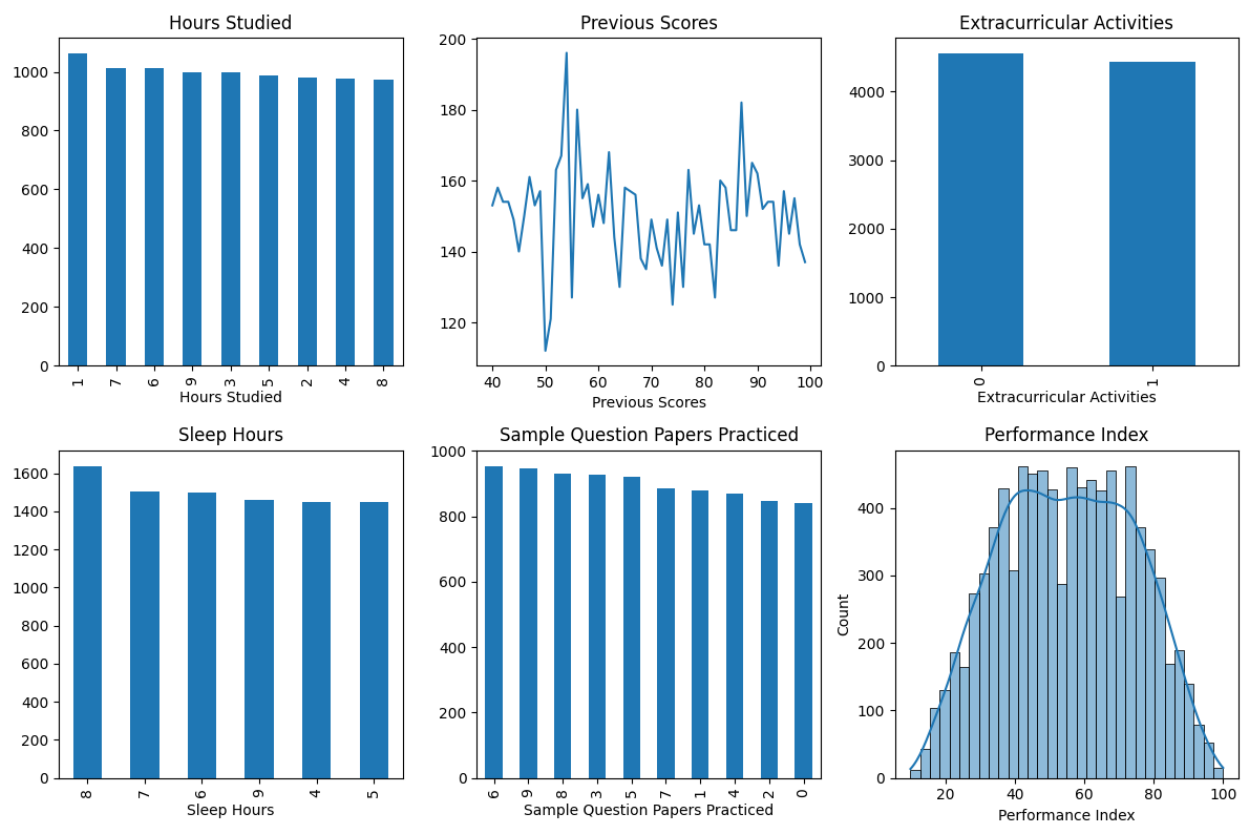 Hours Studied
1000
800
600
400
200
0
1 7 6 9 3 5 2 4 8
Hours Studied
Previous Scores
200
180
160
140
120
40 50 60 70 80 90 100
Previous Scores
Extracurricular Activities
4000
3000
2000
1000
0
0 1
Extracurricular Activities
Sleep Hours
1600
1400
1200
1000
800
600
400
200
0
8 7 6 9 4 5
Sleep Hours
Sample Question Papers Practiced
1000
800
600
400
200
0
6 9 8 3 5 7 1 4 2 0
Sample Question Papers Practiced
Performance Index
Count
400
300
200
100
0
20 40 60 80 100
Performance Index